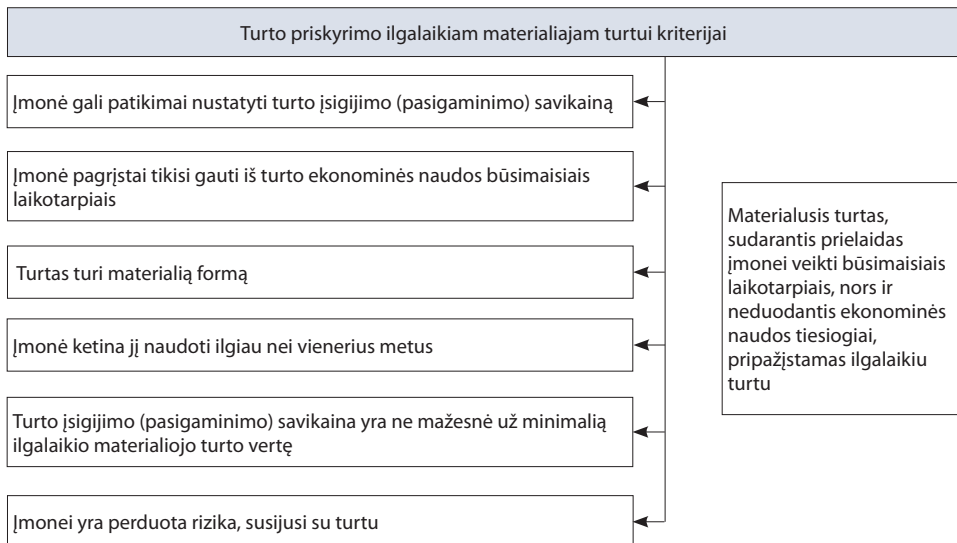 Turto priskyrimo ilgalaikiam materialiajam turtui kriterijai
Įmonė gali patikimai nustatyti turto įsigijimo (pasigaminimo) savikainą
Įmonė pagrįstai tikisi gauti iš turto ekonominės naudos būsimaisiais
laikotarpiais
Turtas turi materialią formą
Įmonė ketina jį naudoti ilgiau nei vienerius metus
Turto įsigijimo (pasigaminimo) savikaina yra ne mažesnė už minimalią
ilgalaikio materialiojo turto vertę
Įmonei yra perduota rizika, susijusi su turtu
Materialusis turtas,
sudarantis prielaidas
įmonei veikti būsimaisiais
laikotarpiais, nors ir
neduodantis ekonominės
naudos tiesiogiai,
pripažįstamas ilgalaikiu
turtu